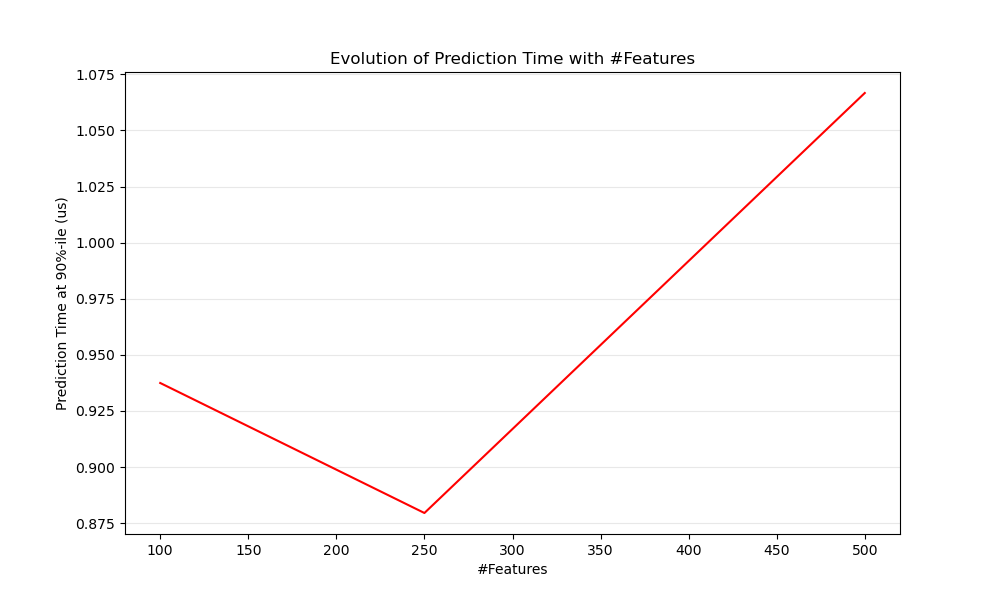 Evolution of Prediction Time with #Features
Prediction Time at 90%-ile (us)
1.075
1.050
1.025
1.000
0.975
0.950
0.925
0.900
0.875
100 150 200 250 300 350 400 450 500
#Features